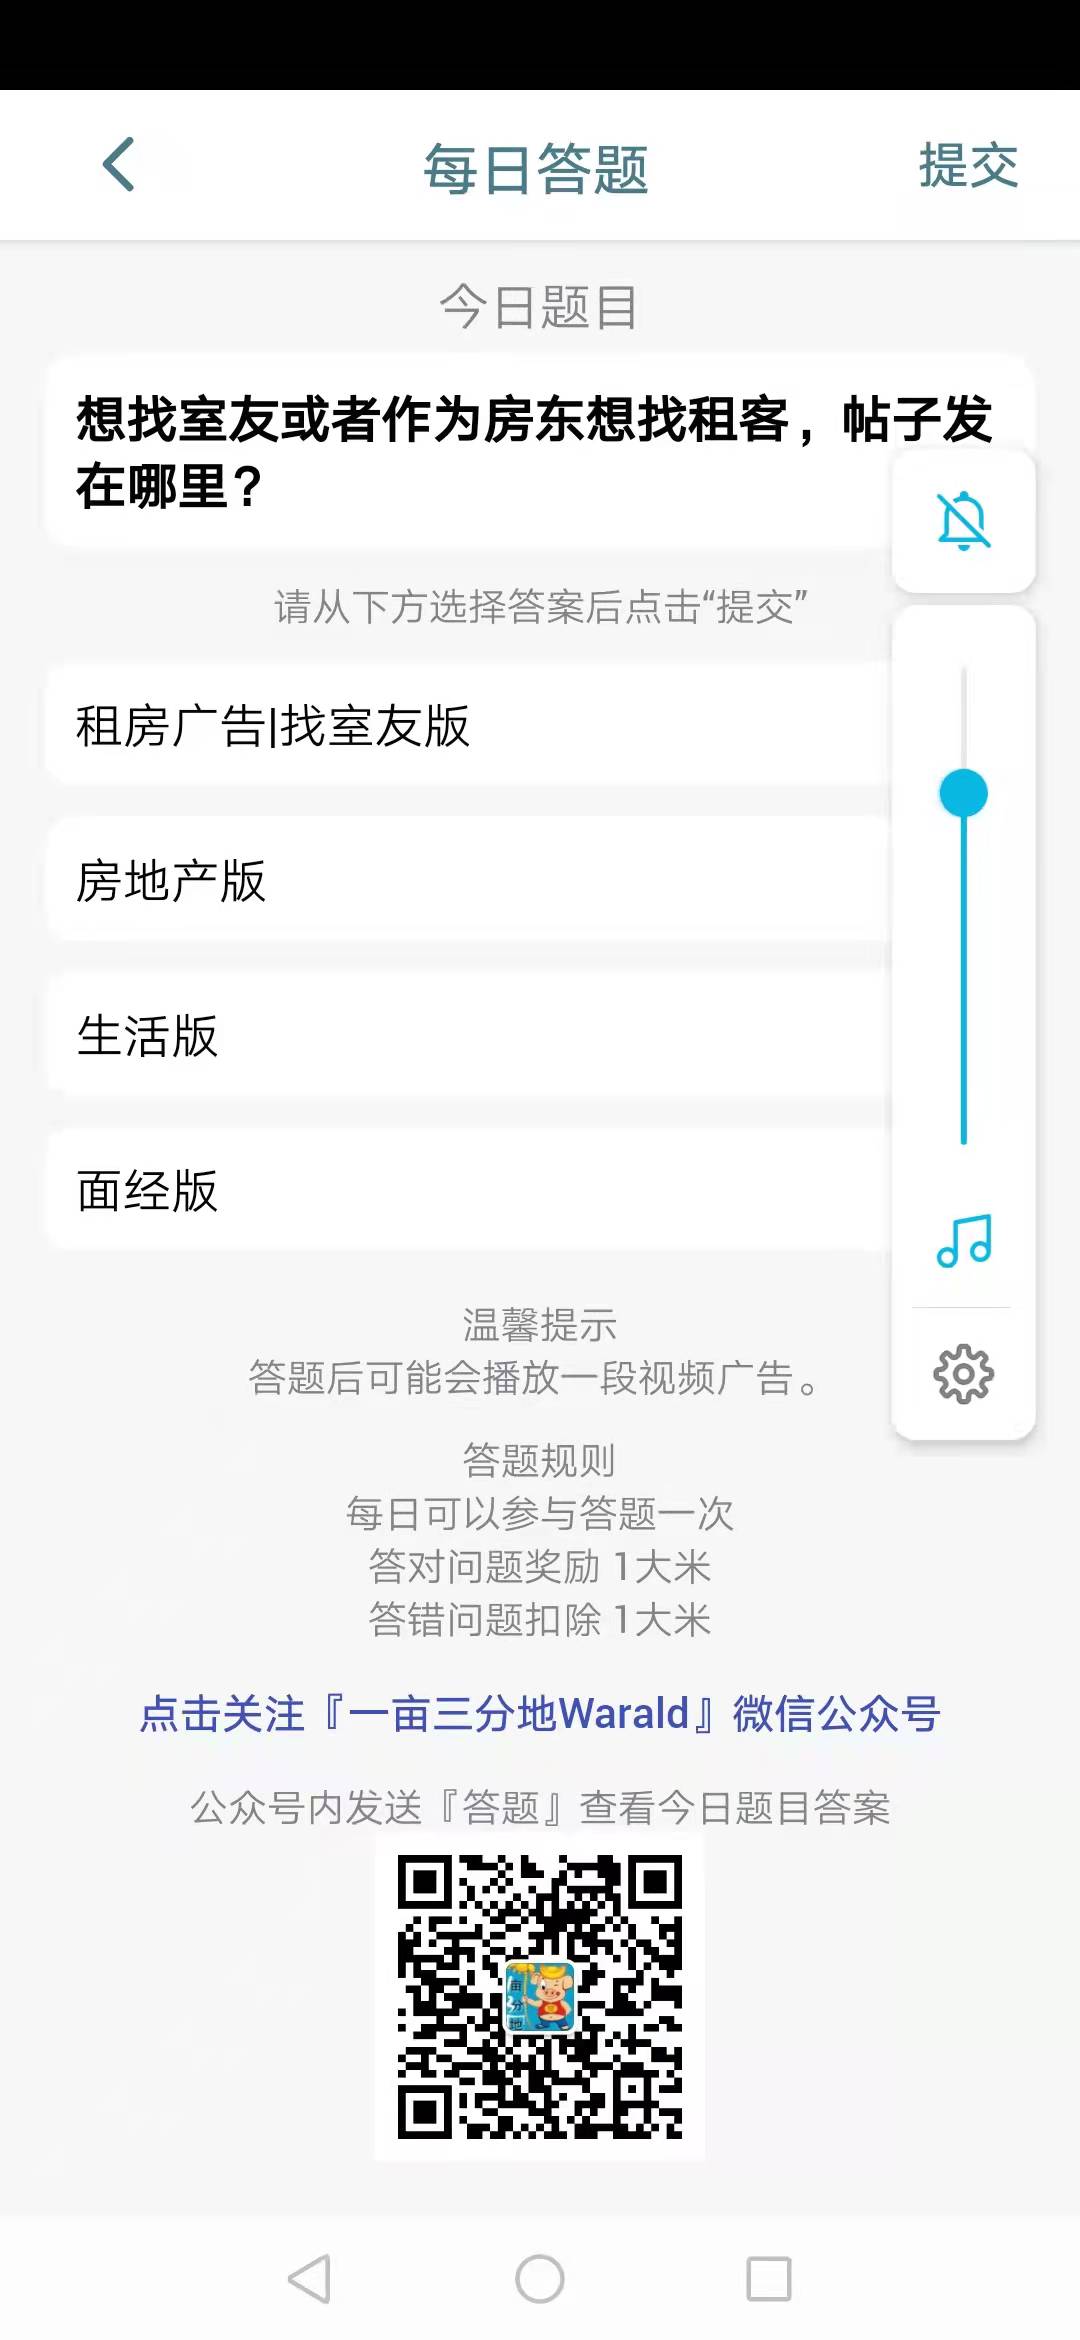 每日答题
提交
今日题目
想找室友或者作为房东想找租客，帖子发
在哪里？
请从下方选择答案后点击“提交”
租房广告|找室友版
房地产版
生活版
面经版
温馨提示
答题后可能会播放一段视频广告。
答题规则
每日可以参与答题一次
答对问题奖励 1大米
答错问题扣除 1大米
点击关注『一亩三分地Warald』微信公众号
公众号内发送『答题』查看今日题目答案